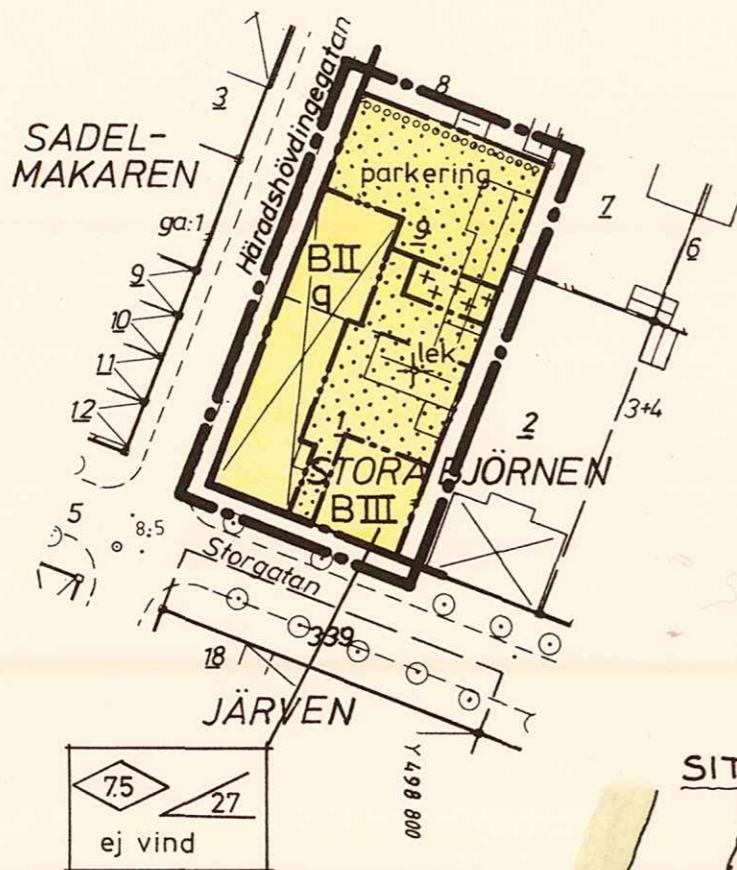 8
3
Häradshövdingegatan
SADEL-
MAKAREN
parkering
7
ga:1
9
6
BII
q
9
10
lek
11
3+4
12
1
2
STORA BJÖRNEN
BIII
5
8:5
Storgatan
339
18
JÄRVEN
Y 498 800
7.5
27
ej vind
SIT